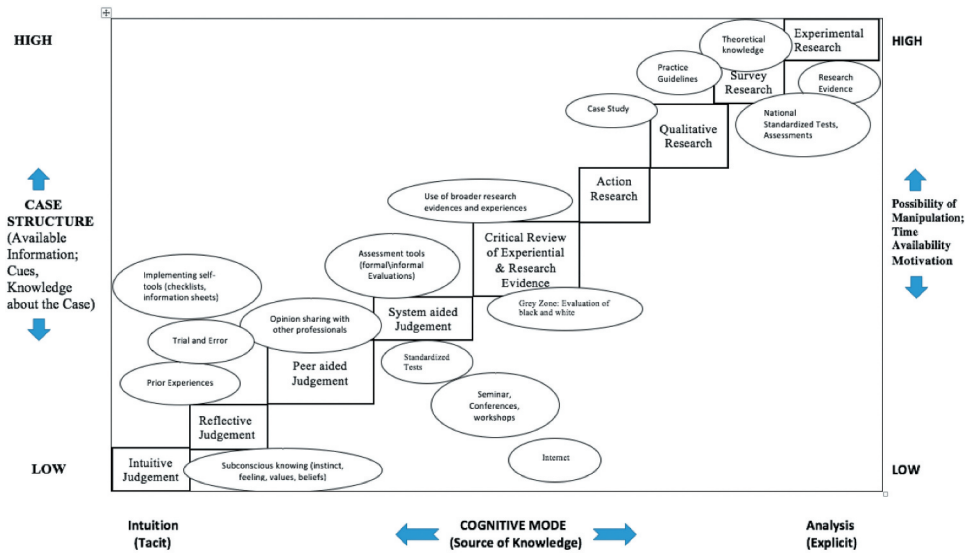 HIGH
CASE
STRUCTURE
(Available
Information;
Cues,
Knowledge
about the Case)
LOW
Theoretical
knowledge
Experimental
Research
Practice
Guidelines
Survey
Research
Research
Evidence
Case Study
National
Standardized Tests,
Assessments
Qualitative
Research
Action
Research
Use of broader research
evidences and experiences
Critical Review
of Experiential
& Research
Evidence
Assessment tools
(formal\informal
Evaluations)
Implementing self-
tools (checklists,
information sheets)
Grey Zone: Evaluation of
black and white
Opinion sharing with
other professionals
System aided
Judgement
Trial and Error
Peer aided
Judgement
Standardized
Tests
Prior Experiences
Seminar,
Conferences,
workshops
Reflective
Judgement
Intuitive
Judgement
Subconscious knowing (instinct,
feeling, values, beliefs)
Internet
HIGH
Possibility of
Manipulation;
Time
Availability
Motivation
LOW
Intuition
(Tacit)
COGNITIVE MODE
(Source of Knowledge)
Analysis
(Explicit)